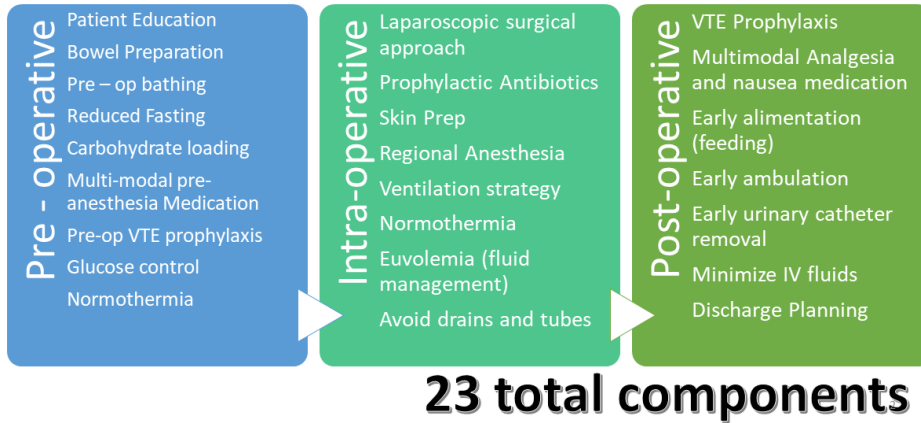 Pre - operative
Patient Education
Bowel Preparation
Pre – op bathing
Reduced Fasting
Carbohydrate loading
Multi-modal pre-
anesthesia Medication
Pre-op VTE prophylaxis
Glucose control
Normothermia
Intra-operative
Laparoscopic surgical
approach
Prophylactic Antibiotics
Skin Prep
Regional Anesthesia
Ventilation strategy
Normothermia
Euvolemia (fluid
management)
Avoid drains and tubes
Post-operative
VTE Prophylaxis
Multimodal Analgesia
and nausea medication
Early alimentation
(feeding)
Early ambulation
Early urinary catheter
removal
Minimize IV fluids
Discharge Planning
23 total components